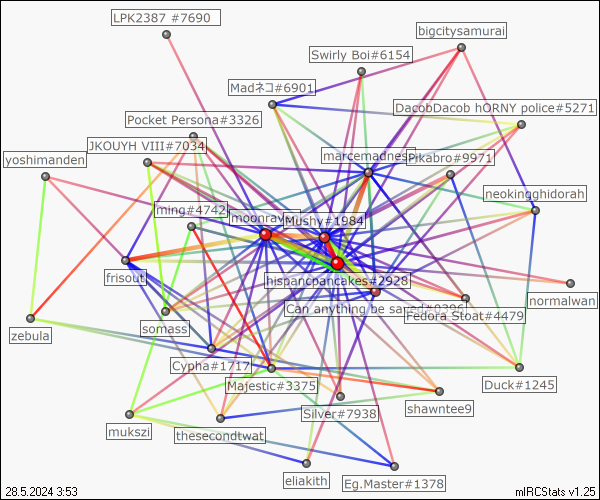 LPK2387 #7690
bigcitysamurai
Swirly Boi#6154
Madネコ#6901
DacobDacob hORNY police#5271
Pocket Persona#3326
JKOUYH VIII#7034
marcemadness
Pikabro#9971
yoshimanden
neokingghidorah
ming#4742
Mushy#1984
frisout
hispancpancakes#2928
normalwan
Can anything be saved#0396
Fedora Stoat#4479
somass
zebula
Cypha#1717
Majestic#3375
Duck#1245
Silver#7938
shawntee9
mukszi
thesecondtwat
eliakith
Eg.Master#1378
28.5.2024 3:53
mIRCStats v1.25